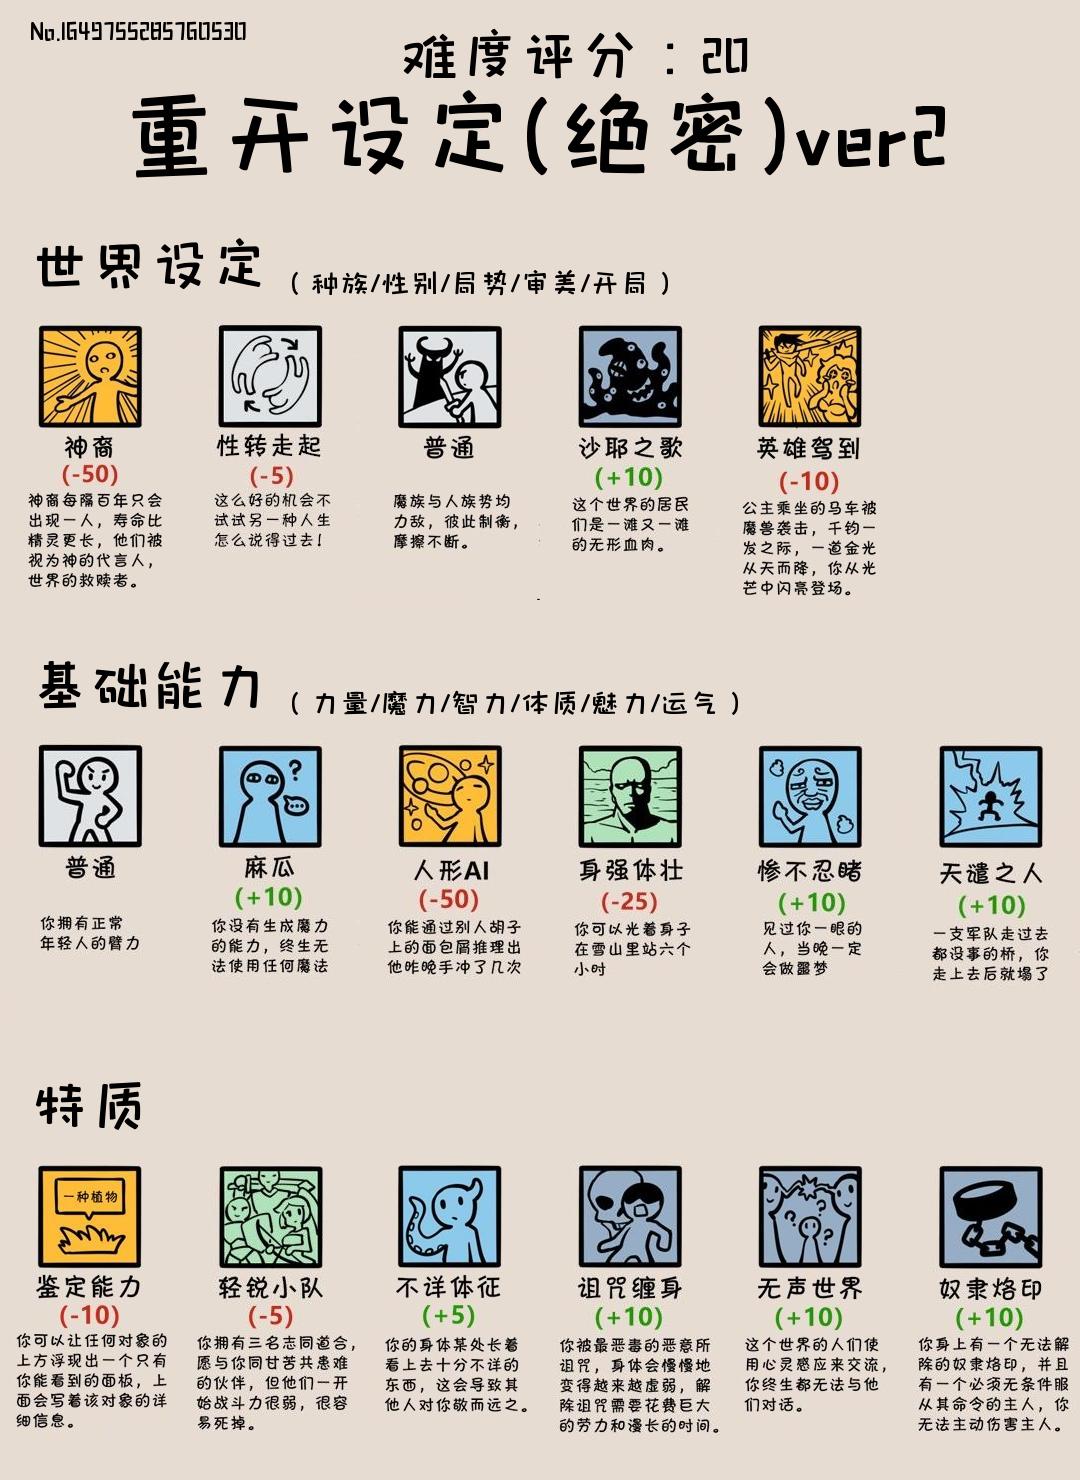 No.1649755285760530
难度评分：20
重开设定(绝密)ver2
世界设定 （ 种族/性别/局势/审美/开局 ）
神裔
(-50)
神裔每隔百年只会
出现一人，寿命比
精灵更长，他们被
视为神的代言人，
世界的救赎者。
性转走起
(-5)
这么好的机会不
试试另一种人生
怎么说得过去！
普通
魔族与人族势均
力敌，彼此制衡，
摩擦不断。
沙耶之歌
(+10)
这个世界的居民
们是一滩又一滩
的无形血肉。
英雄驾到
(-10)
公主乘坐的马车被
魔兽袭击，千钧一
发之际，一道金光
从天而降，你从光
芒中闪亮登场。
基础能力 （ 力量/魔力/智力/体质/魅力/运气 ）
普通
你拥有正常
年轻人的臂力
麻瓜
(+10)
你没有生成魔力
的能力，终生无
法使用任何魔法
人形AI
(-50)
你能通过别人胡子
上的面包屑推理出
他昨晚手冲了几次
身强体壮
(-25)
你可以光着身子
在雪山里站六个
小时
惨不忍睹
(+10)
见过你一眼的
人，当晚一定
会做噩梦
天谴之人
(+10)
一支军队走过去
都没事的桥，你
走上去后就塌了
特质
一种植物
鉴定能力
(-10)
你可以让任何对象的
上方浮现出一个只有
你能看到的面板，上
面会写着该对象的详
细信息。
轻锐小队
(-5)
你拥有三名志同道合，
愿与你同甘苦共患难
的伙伴，但他们一开
始战斗力很弱，很容
易死掉。
不详体征
(+5)
你的身体某处长着
看上去十分不详的
东西，这会导致其
他人对你敬而远之。
诅咒缠身
(+10)
你被最恶毒的恶意所
诅咒，身体会慢慢地
变得越来越虚弱，解
除诅咒需要花费巨大
的劳力和漫长的时间。
无声世界
(+10)
这个世界的人们使
用心灵感应来交流，
你终生都无法与他
们对话。
奴隶烙印
(+10)
你身上有一个无法解
除的奴隶烙印，并且
有一个必须无条件服
从其命令的主人，你
无法主动伤害主人。